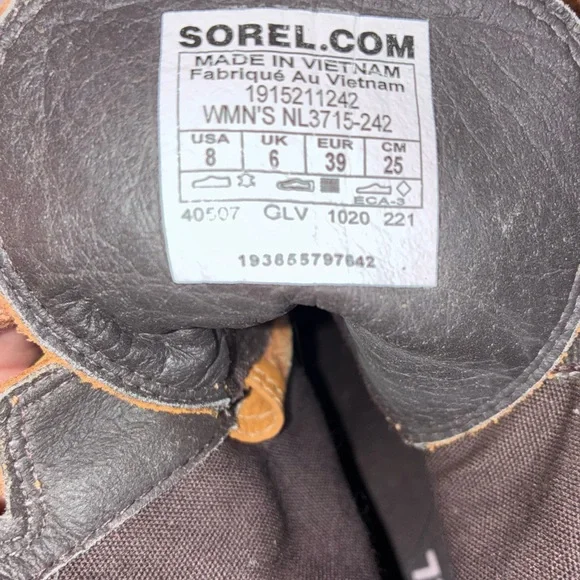 SOREL.COM
MADE IN VIETNAM
Fabriqué Au Vietnam
1915211242
WMN'S NL3715-242
USA UK EUR CM
8 6 39 25
ECA-3
40507 GLV 1020 221
193855797642
L